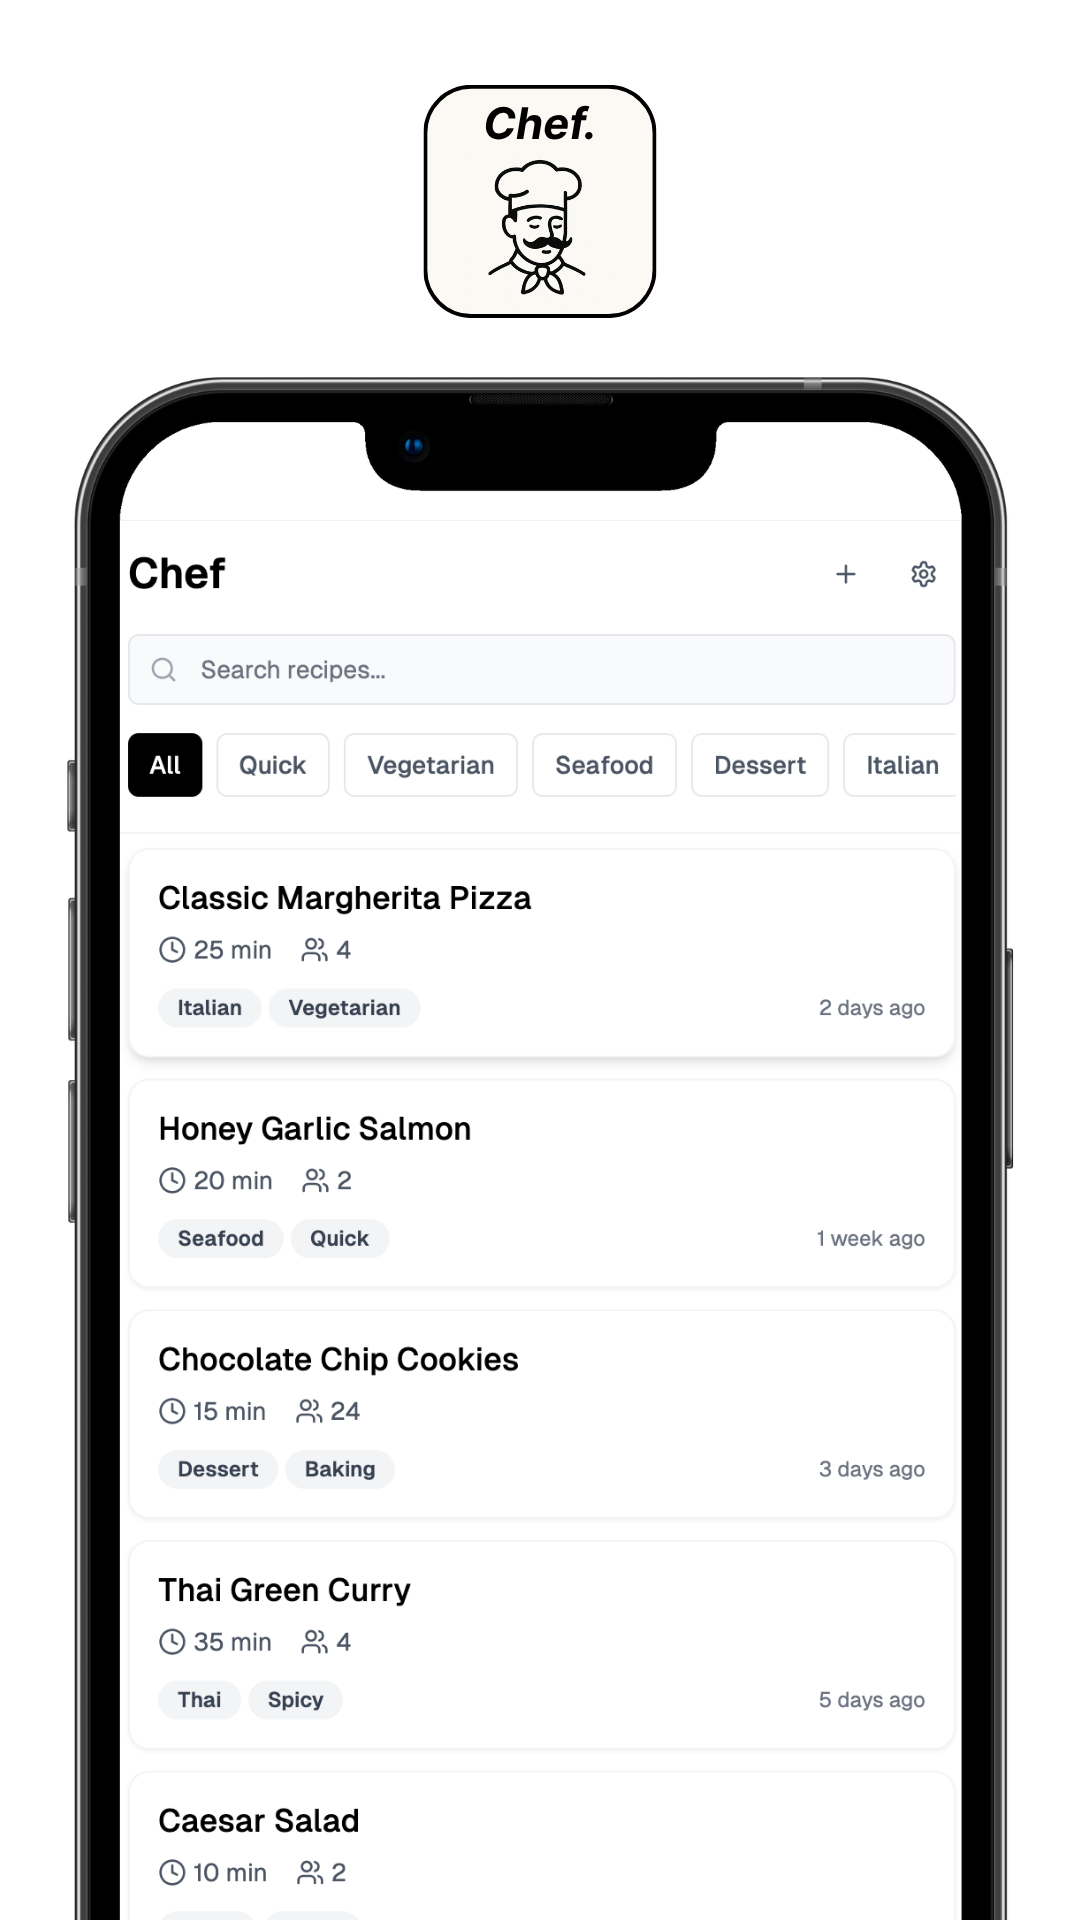 Chef.
Chef
Search recipes...
All Quick Vegetarian Seafood Dessert Italian
Classic Margherita Pizza
25 min 4
Italian Vegetarian 2 days ago
Honey Garlic Salmon
20 min 2
Seafood Quick 1 week ago
Chocolate Chip Cookies
15 min 24
Dessert Baking 3 days ago
Thai Green Curry
35 min 4
Thai Spicy 5 days ago
Caesar Salad
10 min 2